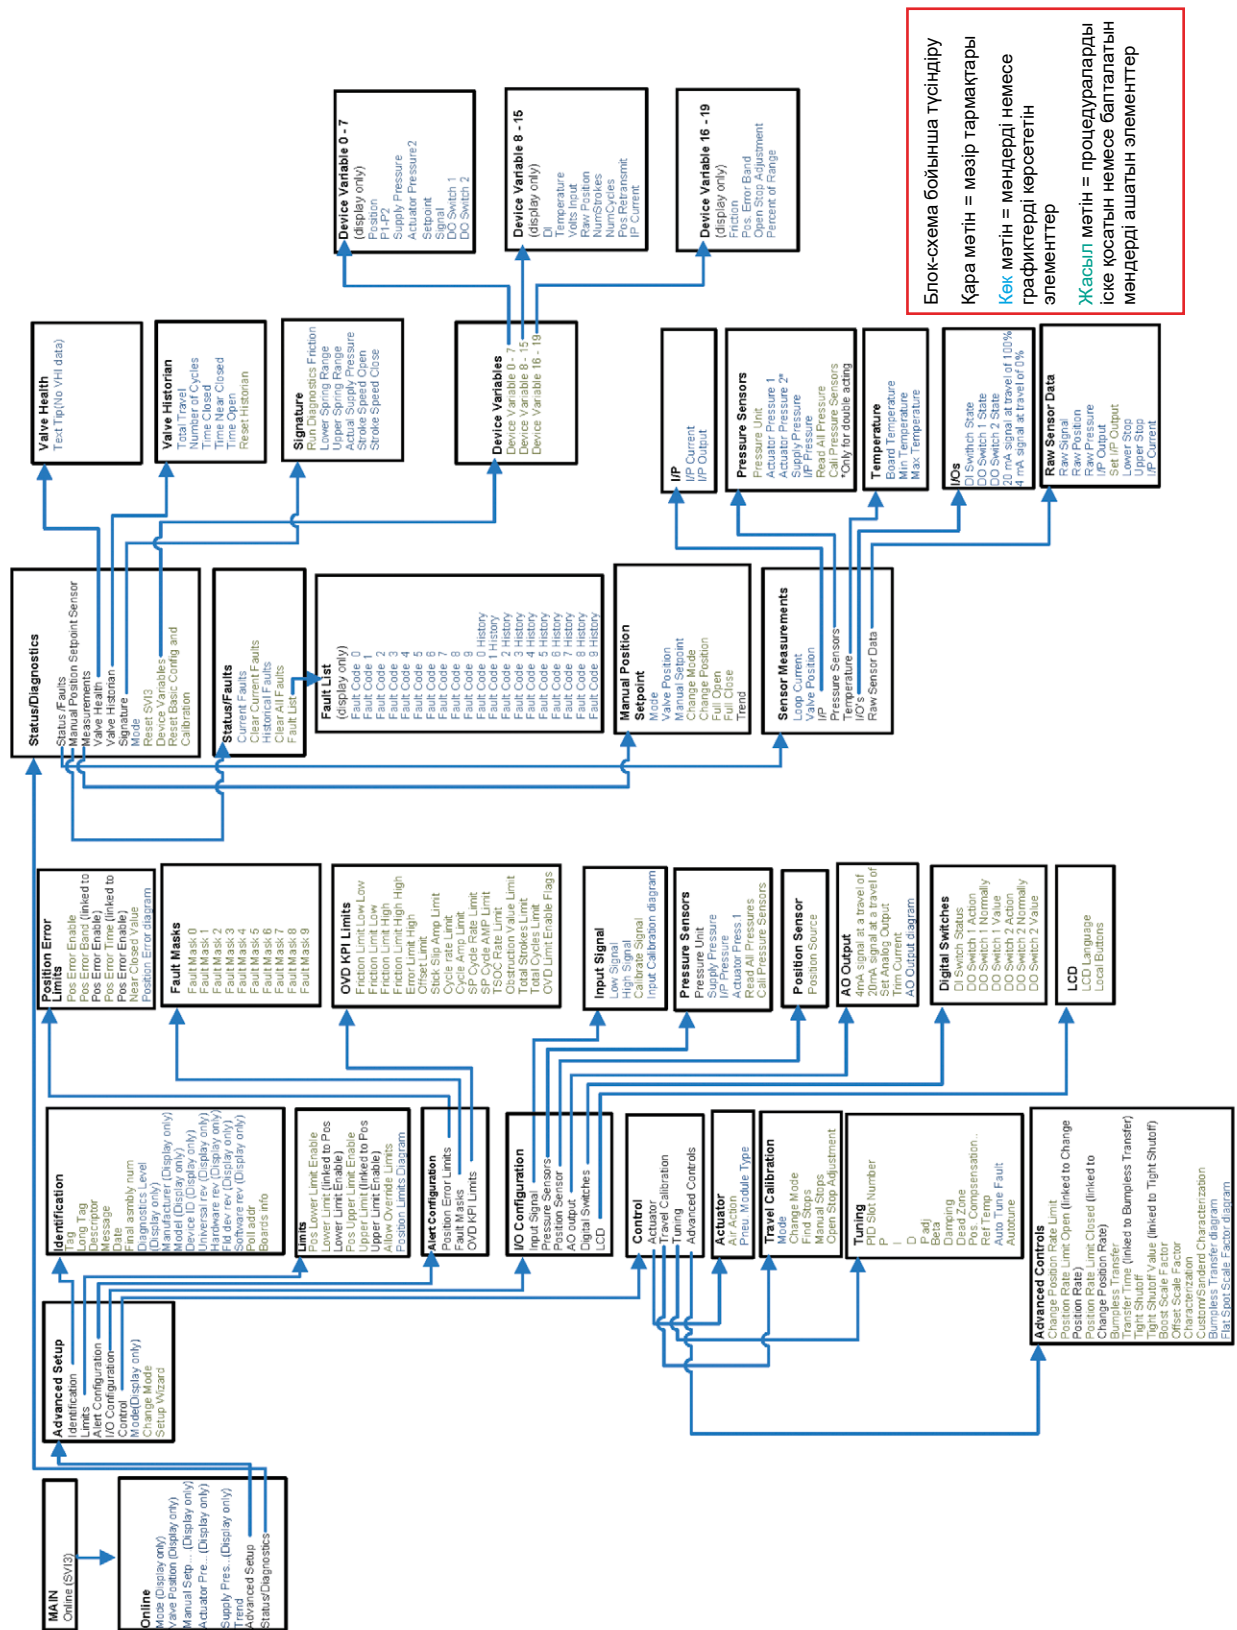 MAIN
Online (SVI3)
Online
Mode (Display only)
Valve Position (Display only)
Manual Setp... (Display only)
Actuator Pre...(Display only)
Supply Pres...(Display only)
Trend
Advanced Setup
Status/Diagnostics
Advanced Setup
Identification
Limits
Alert Configuration
I/O Configuration
Control
Mode(Display only)
Change Mode
Setup Wizard
Identification
Tag
Long Tag
Descriptor
Message
Date
Final asmbly num
Diagnostics Level
(Display only)
Manufacturer (Display only)
Model (Display only)
Device ID (Display only)
Universal rev (Display only)
Hardware rev (Display only)
Fld dev rev (Display only)
Software rev (Display only)
Poll addr
Boards info
Limits
Pos Lower Limit Enable
Lower Limit (linked to Pos
Lower Limit Enable)
Pos Upper Limit Enable
Upper Limit (linked to Pos
Upper Limit Enable)
Allow Override Limits
Position Limits Diagram
Alert Configuration
Position Error Limits
Fault Masks
OVD KPI Limits
I/O Configuration
Input Signal
Pressure Sensors
Position Sensor
AO output
Digital Switches
LCD
Control
Actuator
Travel Calibration
Tuning
Advanced Controls
Actuator
Air Action
Pneu. Module Type
Travel Calibration
Mode
Change Mode
Find Stops
Manual Stops
Open Stop Adjustment
Tuning
PID Slot Number
P
I
D
Padj
Beta
Damping
Dead Zone
Pos. Compensation...
Ref Temp
Auto Tune Fault
Autotune
Advanced Controls
Change Position Rate Limit
Position Rate Limit Open (linked to Change
Position Rate)
Position Rate Limit Closed (linked to
Change Position Rate)
Bumpless Transfer
Transfer Time (linked to Bumpless Transfer)
Tight Shutoff
Tight Shutoff Value (linked to Tight Shutoff)
Boost Scale Factor
Offset Scale Factor
Characterization
Custom/Sanderd Characterization
Bumpless Transfer diagram
Flat Spot Scale Factor diagram
Position Error
Limits
Pos Error Enable
Pos Error Band (linked to
Pos Error Enable)
Pos Error Time (linked to
Pos Error Enable)
Near Closed Value
Position Error diagram
Fault Masks
Fault Mask 0
Fault Mask 1
Fault Mask 2
Fault Mask 3
Fault Mask 4
Fault Mask 5
Fault Mask 6
Fault Mask 7
Fault Mask 8
Fault Mask 9
OVD KPI Limits
Friction Limit Low Low
Friction Limit Low
Friction Limit High
Friction Limit High High
Error Limit High
Offset Limit
Stick Slip Amp Limit
Cycle rate Limit
Cycle Amp Limit
SP Cycle Rate Limit
SP Cycle AMP Limit
TSOC Rate Limit
Obstruction Value Limit
Total Strokes Limit
Total Cycles Limit
OVD Limit Enable Flags
Input Signal
Low Signal
High Signal
Calibrate Signal
Input Calibration diagram
Pressure Sensors
Pressure Unit
Supply Pressure
I/P Pressure
Actuator Press 1
Read All Pressures
Cali Pressure Sensors
Position Sensor
Position Source
AO Output
4mA signal at a travel of
20mA signal at a travel of
Set Analog Output
Trim Current
AO Output diagram
Digital Switches
DI Switch Status
DO Switch 1 Action
DO Switch 1 Normally
DO Switch 1 Value
DO Switch 2 Action
DO Switch 2 Normally
DO Switch 2 Value
LCD
LCD Language
Local Buttons
Status/Diagnostics
Status /Faults
Manual Position Setpoint Sensor
Measurements
Valve Health
Valve Historian
Signature
Mode
Reset SVI3
Device Variables
Reset Basic Config and
Calibration
Status/Faults
Current Faults
Clear Current Faults
Historical Faults
Clear all Faults
Fault List
Fault List
(display only)
Fault Code 0
Fault Code 1
Fault Code 2
Fault Code 3
Fault Code 4
Fault Code 5
Fault Code 6
Fault Code 7
Fault Code 8
Fault Code 9
Fault Code 0 History
Fault Code 1 History
Fault Code 2 History
Fault Code 3 History
Fault Code 4 History
Fault Code 5 History
Fault Code 6 History
Fault Code 7 History
Fault Code 8 History
Fault Code 9 History
Manual Position
Setpoint
Mode
Valve Position
Manual Setpoint
Change Mode
Change Position
Full Open
Full Close
Trend
Sensor Measurements
Loop Current
Valve Position
I/P
Pressure Sensors
Temperature
I/O's
Raw Sensor Data
Valve Health
Text Tip(No VHI data)
Valve Historian
Total Travel
Number of Cycles
Time Closed
Time Near Closed
Time Open
Reset Historian
Signature
Run Diagnostics Friction
Lower Spring Range
Upper Spring Range
Actual Supply Pressure
Stroke Speed Open
Stroke Speed Close
Device Variables
Device Variable 0 - 7
Device Variable 8 - 15
Device Variable 16 - 19
I/P
I/P Current
I/P Output
Pressure Sensors
Pressure Unit
Actuator Pressure 1
Actuator Pressure 2*
Supply Pressure
I/P Pressure
Read All Pressure
Cali Pressure Sensors
*Only for double acting
Temperature
Board Temperature
Min Temperature
Max Temperature
I/Os
DI Switch State
DO Switch 1 State
DO Switch 2 State
20 mA signal at travel of 100%
4 mA signal at travel of 0%
Raw Sensor Data
Raw Signal
Raw Position
Raw Pressure
I/P Output
Set I/P Output
Lower Stop
Upper Stop
I/P Current
Device Variable 0 - 7
(display only)
Position
P1-P2
Supply Pressure
Actuator Pressure2
Setpoint
Signal
DO Switch 1
DO Switch 2
Device Variable 8 - 15
(display only)
DI
Temperature
Volts Input
Raw Position
NumStrokes
NumCycles
Pos Retransmit
IP Current
Device Variable 16 - 19
(display only)
Friction
Pos. Error Band
Open Stop Adjustment
Percent of Range
Блок-схема бойынша түсіндіру
Қара мәтін = мәзір тармақтары
Көк мәтін = мәндерді немесе
графиктерді көрсететін
элементтер
Жасыл мәтін = процедураларды
іске қосатын немесе бапталатын
мәндерді ашатын элементтер